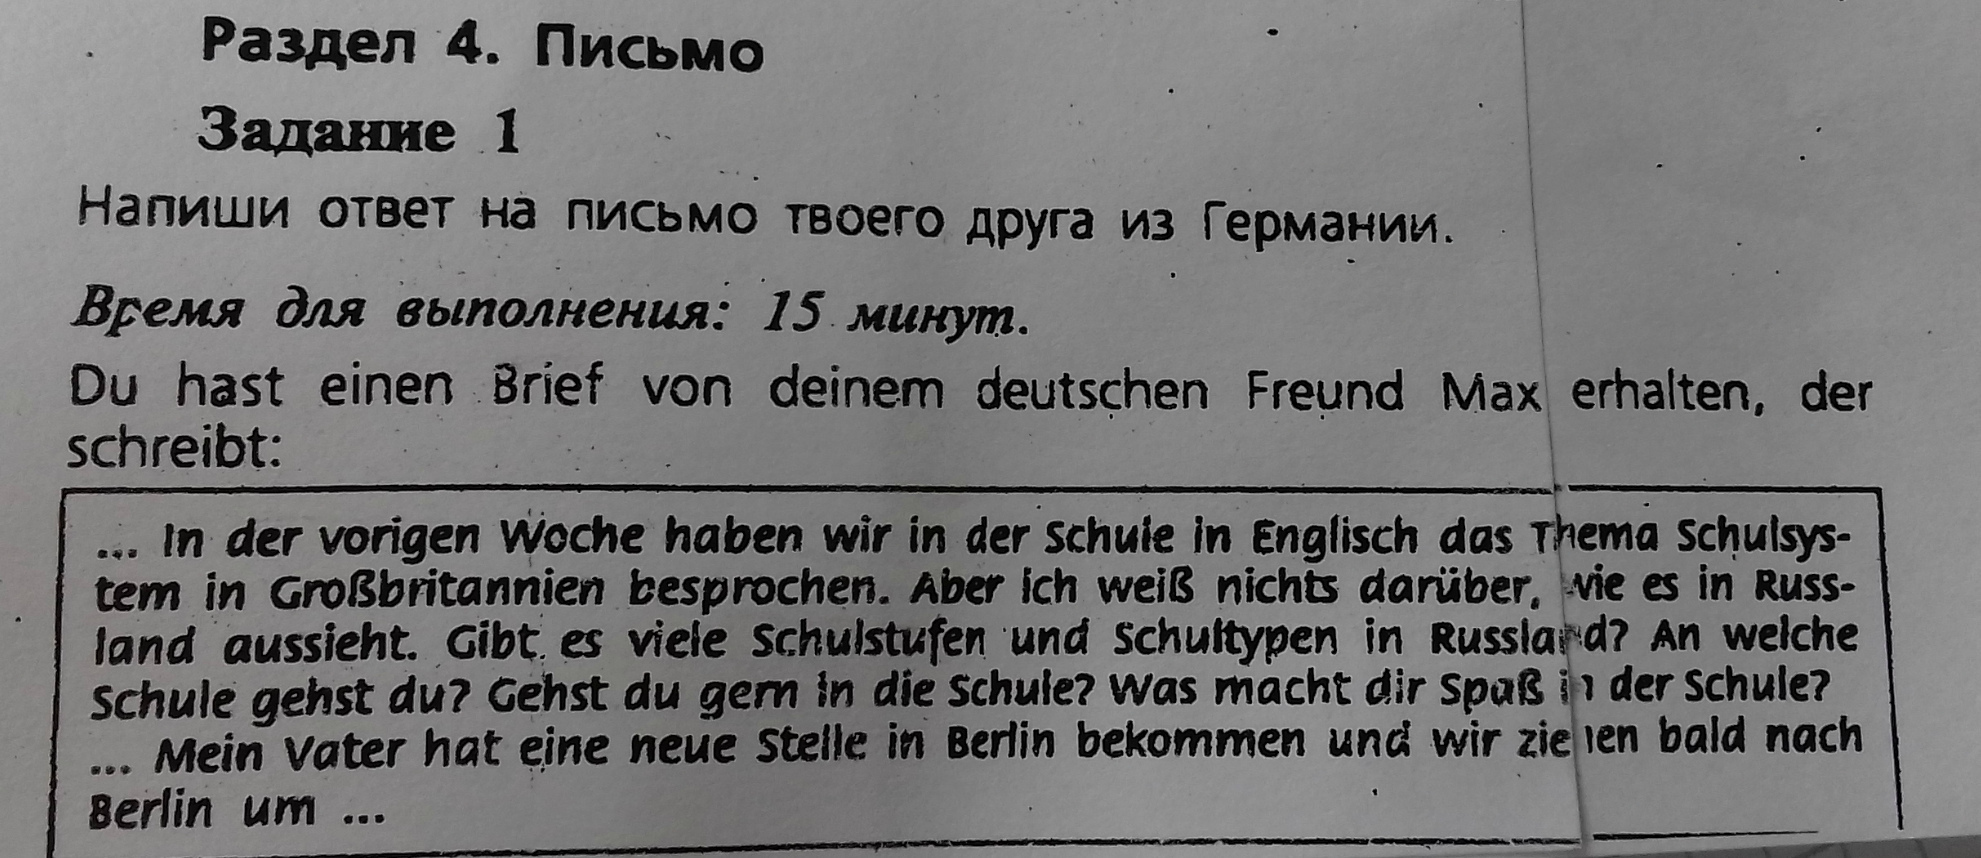 Раздел 4. Письмо
Задание 1
Напиши ответ на письмо твоего друга из Германии.
Время для выполнения: 15 минут.
Du hast einen Brief von deinem deutschen Freund Max erhalten, der
schreibt:
... In der vorigen Woche haben wir in der Schule in Englisch das Thema Schulsys-
tem in Großbritannien besprochen. Aber ich weiß nichts darüber, wie es in Russ-
land aussieht. Gibt es viele Schulstufen und Schultypen in Russland? An welche
Schule gehst du? Gehst du gern in die Schule? Was macht dir Spaß in der Schule?
... Mein Vater hat eine neue Stelle in Berlin bekommen und wir ziehen bald nach
Berlin um ...